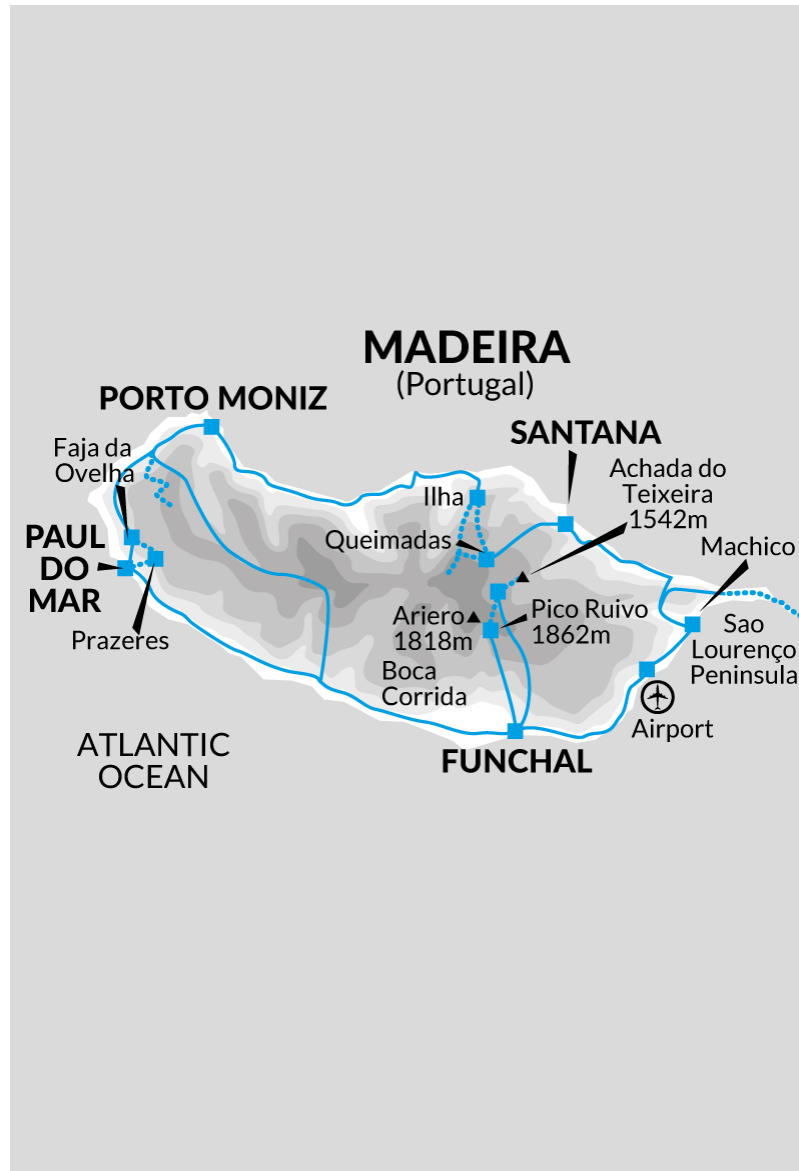 MADEIRA
(Portugal)
PORTO MONIZ
SANTANA
Faja da
Ovelha
Achada do
Teixeira
1542m
Ilha
PAUL
DO
MAR
Queimadas
Machico
Prazeres
Ariero
1818m
Pico Ruivo
1862m
Sao
Lourenço
Peninsula
Boca
Corrida
Airport
ATLANTIC
OCEAN
FUNCHAL